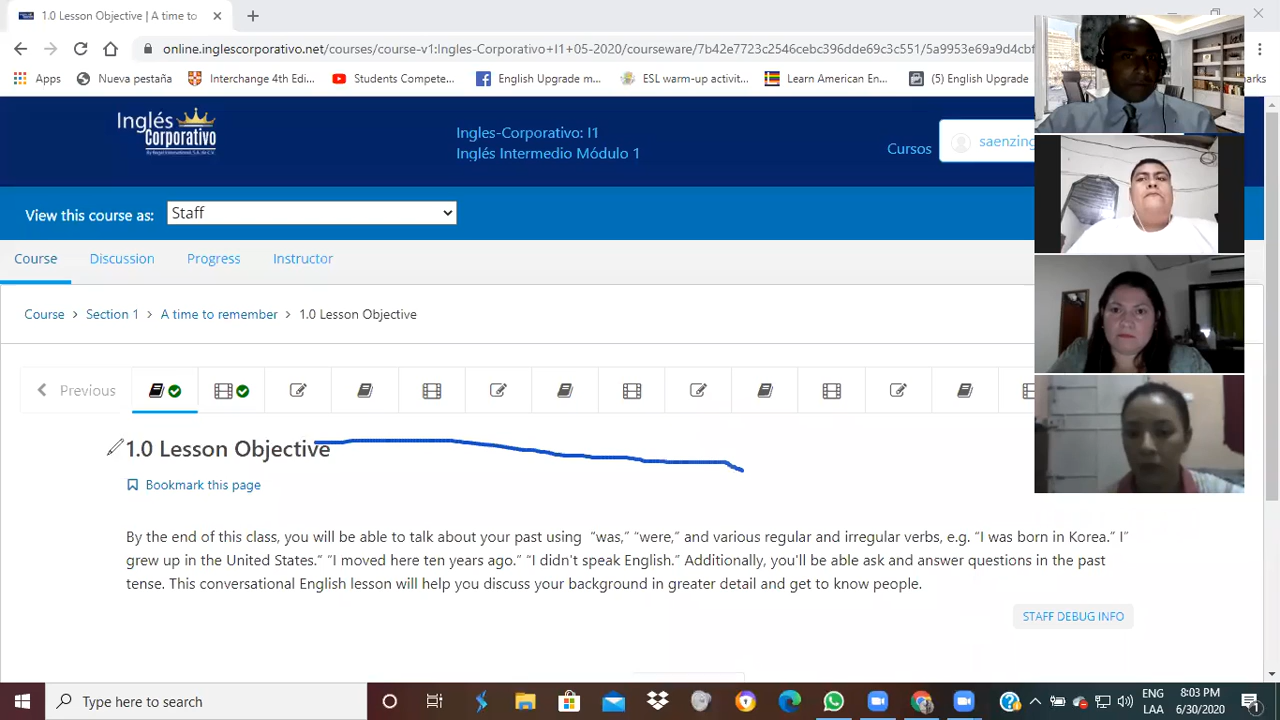 1.0 Lesson Objective | A time to
online.inglescorporativo.net/courses/course-v1:Ingles-Corporativo+I1+05-2020/courseware/
Apps
Nueva pestaña
Interchange 4th Edi...
Students Compete...
English Upgrade m...
ESL warm-up activit...
Learn American En...
(5) English Upgrade
Inglés
Corporativo
Ingles-Corporativo: I1
Inglés Intermedio Módulo 1
Cursos
saenzing
View this course as:
Staff
Course
Discussion
Progress
Instructor
Course > Section 1 > A time to remember > 1.0 Lesson Objective
Previous
1.0 Lesson Objective
Bookmark this page
By the end of this class, you will be able to talk about your past using “was,” “were,” and various regular and irregular verbs, e.g. “I was born in Korea.” I”
grew up in the United States.” “I moved here ten years ago.” “I didn't speak English.” Additionally, you'll be able ask and answer questions in the past
tense. This conversational English lesson will help you discuss your background in greater detail and get to know people.
STAFF DEBUG INFO
Type here to search
ENG
LAA
8:03 PM
6/30/2020